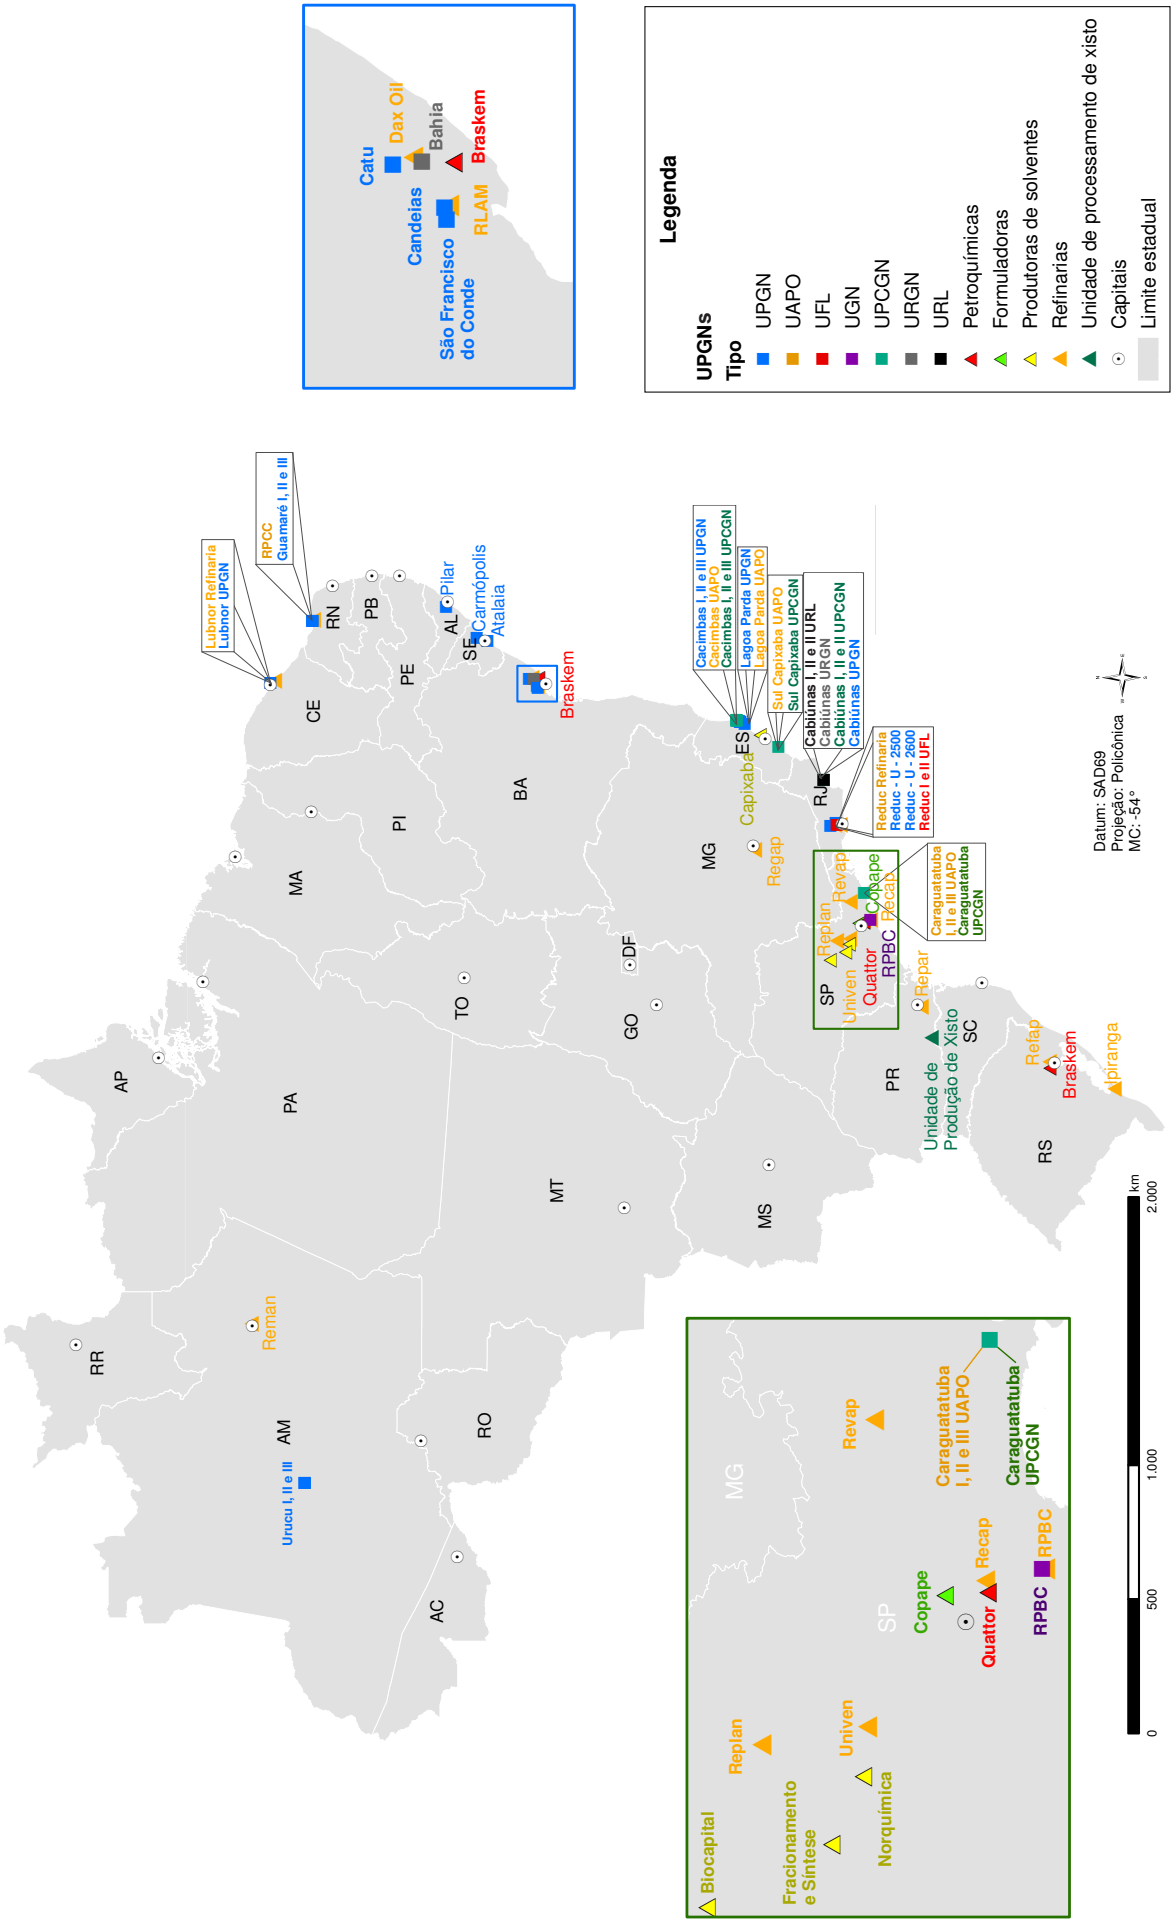 RR
AP
AM
PA
AC
RO
MT
TO
MA
PI
CE
RN
PB
PE
AL
SE
BA
GO
DF
MG
ES
RJ
MS
SP
PR
SC
RS
Urucu I, II e III
Reman
Lubnor Refinaria
Lubnor UPGN
RPCC
Guamaré I, II e III
Pilar
Carmópolis
Atalaia
Braskem
Capixaba
Regap
Cacimbas I, II e III UPGN
Cacimbas UAPO
Cacimbas I, II e III UPCGN
Lagoa Parda UPGN
Lagoa Parda UAPO
Sul Capixaba UAPO
Sul Capixaba UPCGN
Cabiúnas I, II e III URL
Cabiúnas URGN
Cabiúnas I, II e III UPCGN
Cabiúnas UPGN
Reduc Refinaria
Reduc - U - 2500
Reduc - U - 2600
Reduc I e II UFL
Caraguatatuba
I, II e III UAPO
Caraguatatuba
UPCGN
Replan
Revap
Copape
Recap
Univen
Quattor
RPBC
Repar
Unidade de
Produção de Xisto
Refap
Braskem
Ipiranga
Catu
Dax Oil
Bahia
Candeias
Braskem
RLAM
São Francisco
do Conde
Legenda
UPGNs
Tipo
UPGN
UAPO
UFL
UGN
UPCGN
URGN
URL
Petroquímicas
Formuladoras
Produtoras de solventes
Refinarias
Unidade de processamento de xisto
Capitais
Limite estadual
MG
SP
Biocapital
Replan
Fracionamento
e Síntese
Univen
Norquímica
Revap
Copape
Recap
Quattor
RPBC
RPBC
Caraguatatuba
I, II e III UAPO
Caraguatatuba
UPCGN
0
500
1.000
2.000
km
Datum: SAD69
Projeção: Policônica
MC: -54°
N
S
E